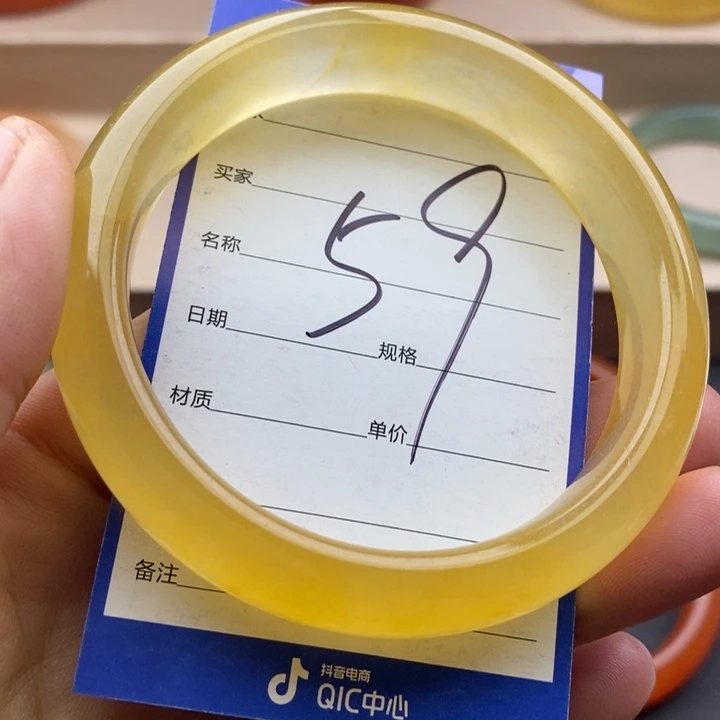 买家
59
名称
日期 规格
材质 单价
备注
抖音电商
QIC中心